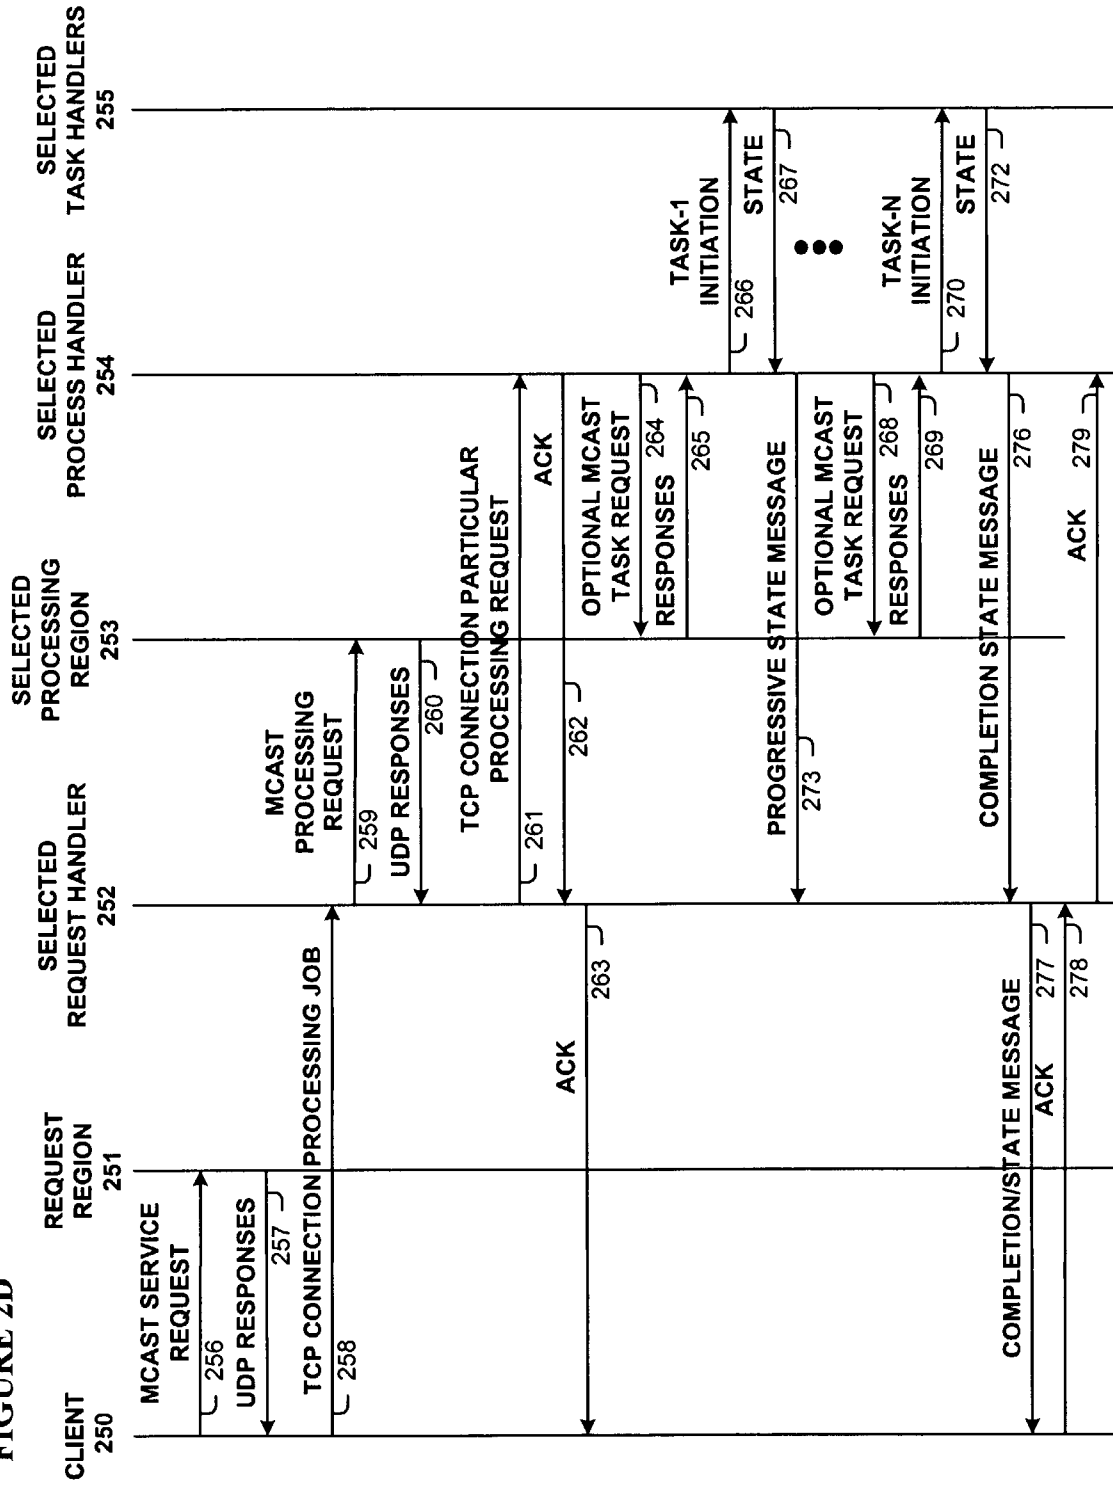 FIGURE 2D
CLIENT
250
REQUEST
REGION
251
SELECTED
REQUEST HANDLER
252
SELECTED
PROCESSING
REGION
253
SELECTED
PROCESS HANDLER
254
SELECTED
TASK HANDLERS
255
MCAST SERVICE
REQUEST
256
UDP RESPONSES
257
TCP CONNECTION PROCESSING JOB
258
MCAST
PROCESSING
REQUEST
259
UDP RESPONSES
260
TCP CONNECTION PARTICULAR
PROCESSING REQUEST
261
ACK
262
ACK
263
OPTIONAL MCAST
TASK REQUEST
264
RESPONSES
265
TASK-1
INITIATION
266
STATE
267
PROGRESSIVE STATE MESSAGE
273
OPTIONAL MCAST
TASK REQUEST
268
RESPONSES
269
TASK-N
INITIATION
270
STATE
272
COMPLETION STATE MESSAGE
276
COMPLETION/STATE MESSAGE
277
ACK
278
ACK
279